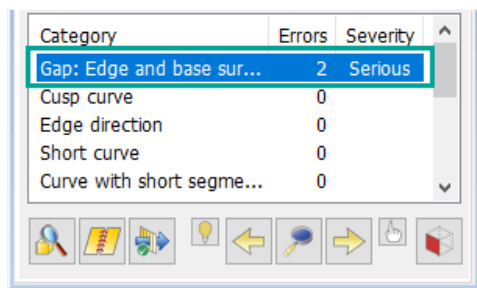 Category Errors Severity
Gap: Edge and base sur... 2 Serious
Cusp curve 0
Edge direction 0
Short curve 0
Curve with short segme... 0